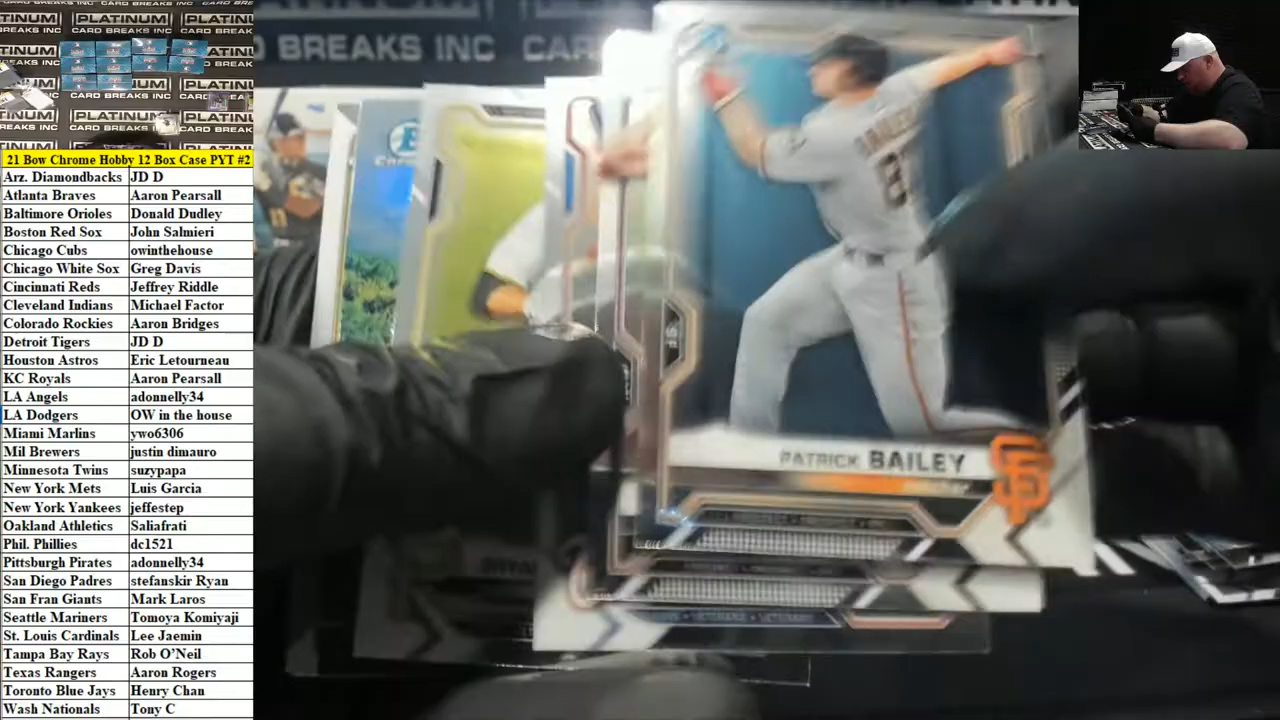 PLATINUM
CARD BREAKS INC
BREAKS INC
21 Bow Chrome Hobby 12 Box Case PYT #2
Arz. Diamondbacks JD D
Atlanta Braves Aaron Pearsall
Baltimore Orioles Donald Dudley
Boston Red Sox John Salmieri
Chicago Cubs owinthehouse
Chicago White Sox Greg Davis
Cincinnati Reds Jeffrey Riddle
Cleveland Indians Michael Factor
Colorado Rockies Aaron Bridges
Detroit Tigers JD D
Houston Astros Eric Letourneau
KC Royals Aaron Pearsall
LA Angels adonnelly34
LA Dodgers OW in the house
Miami Marlins ywo6306
Mil Brewers justin dimauro
Minnesota Twins suzypapa
New York Mets Luis Garcia
New York Yankees jeffestep
Oakland Athletics Saliafrati
Phil. Phillies dc1521
Pittsburgh Pirates adonnelly34
San Diego Padres stefanskir Ryan
San Fran Giants Mark Laros
Seattle Mariners Tomoya Komiyaji
St. Louis Cardinals Lee Jaemin
Tampa Bay Rays Rob O'Neil
Texas Rangers Aaron Rogers
Toronto Blue Jays Henry Chan
Wash Nationals Tony C
BAILEY
PATRICK BAILEY
SF